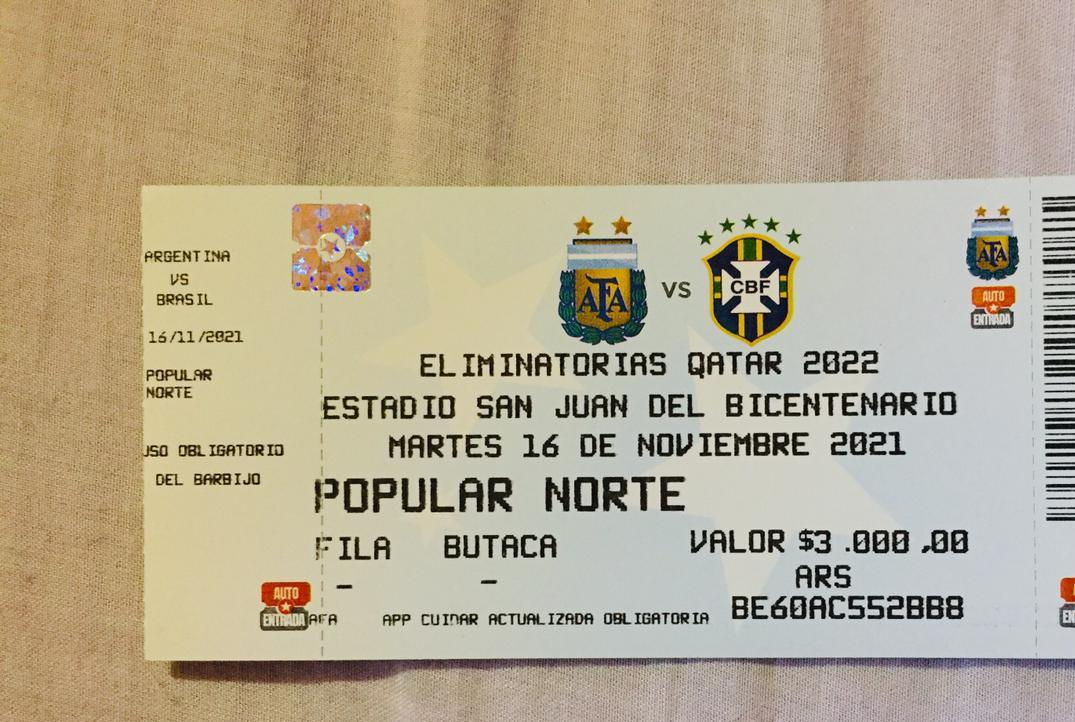 ARGENTINA
VS
BRASIL
16/11/2021
POPULAR
NORTE
USO OBLIGATORIO
DEL BARBIJO
AUTO
ENTRADA
AFA
VS
CBF
AFA
AUTO
ENTRADA
ELIMINATORIAS QATAR 2022
ESTADIO SAN JUAN DEL BICENTENARIO
MARTES 16 DE NOVIEMBRE 2021
POPULAR NORTE
FILA BUTACA VALOR $3.000,00
- - ARS
BE60AC552BB8
AFA APP CUIDAR ACTUALIZADA OBLIGATORIA